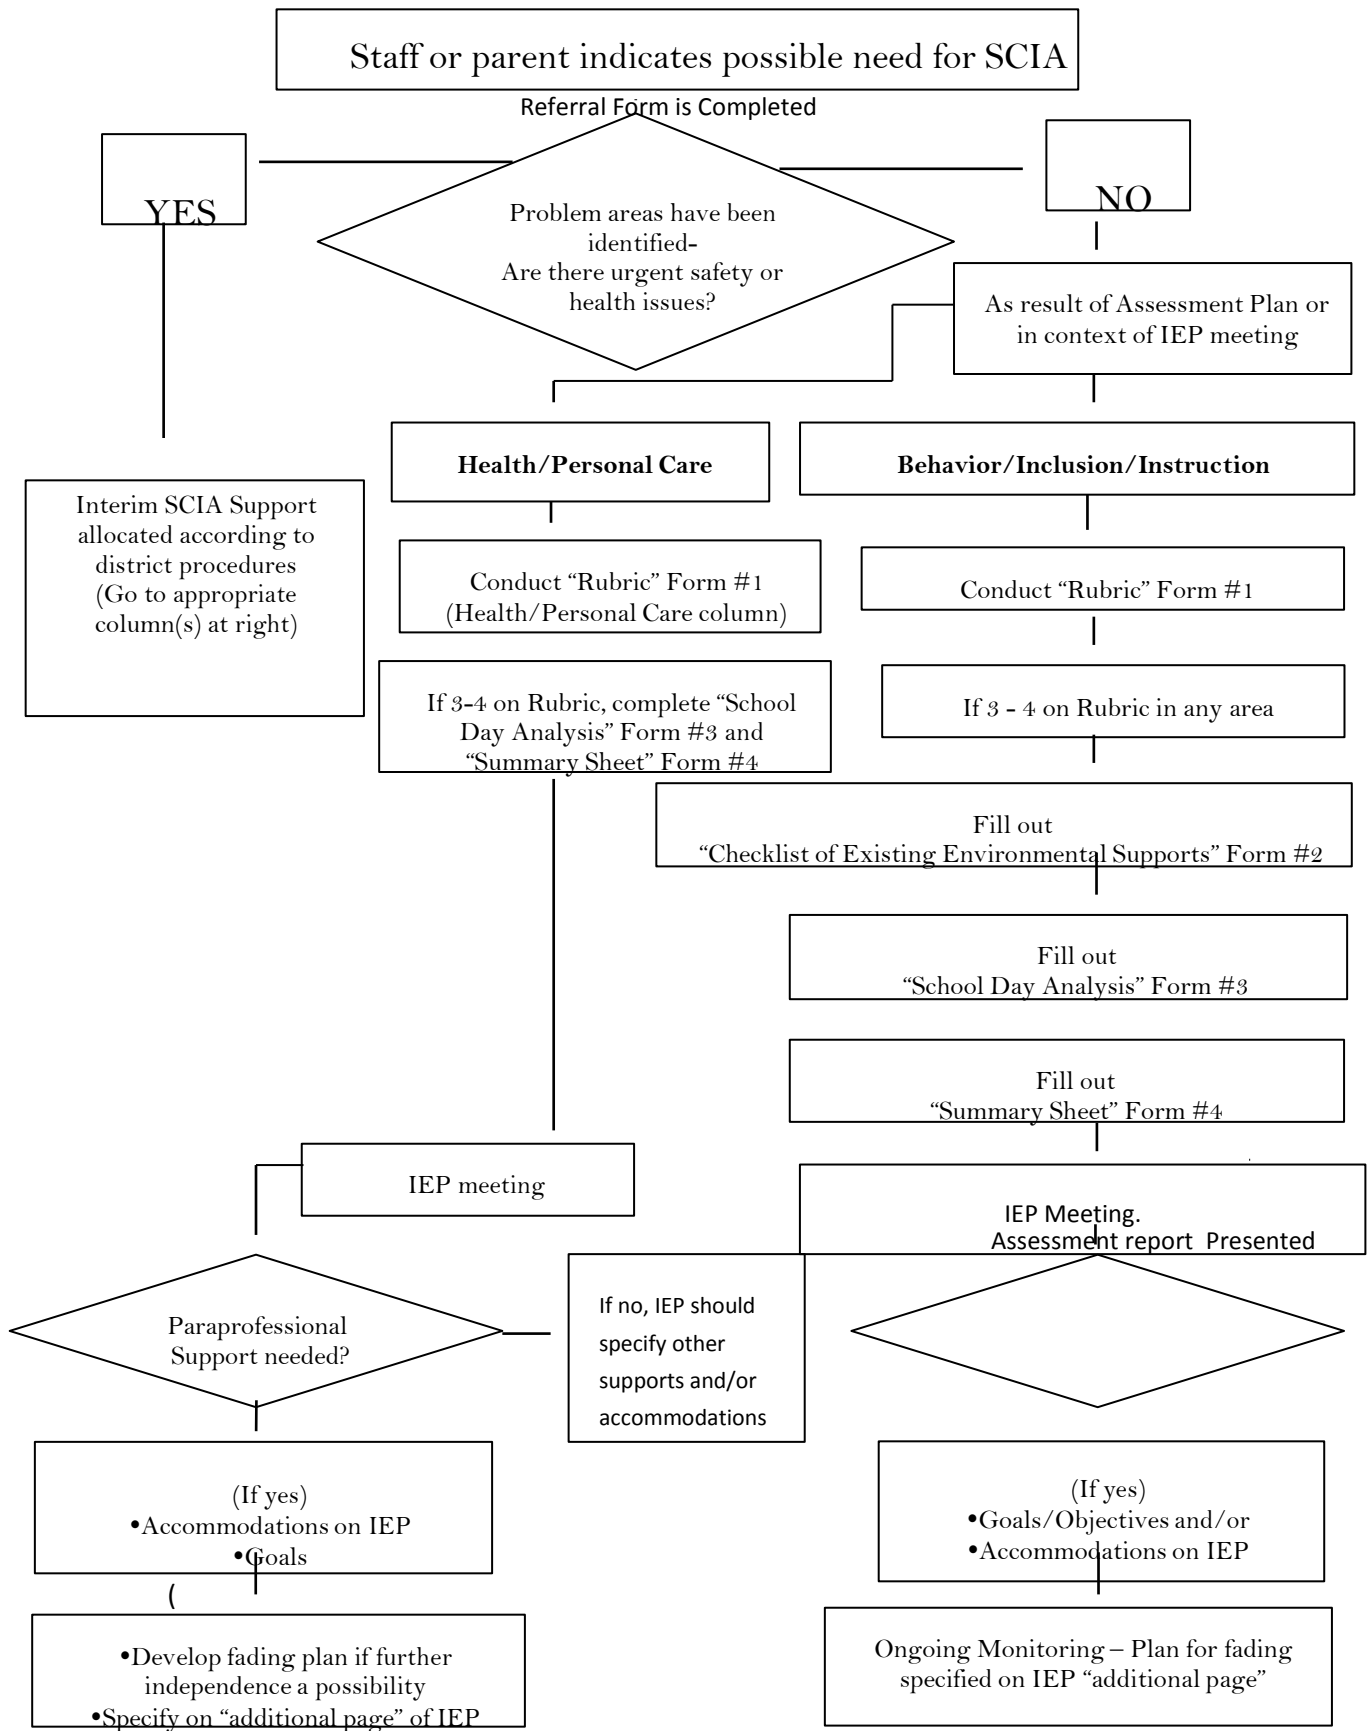 Staff or parent indicates possible need for SCIA
Referral Form is Completed
YES
NO
Problem areas have been
identified-
Are there urgent safety or
health issues?
As result of Assessment Plan or
in context of IEP meeting
Health/Personal Care
Behavior/Inclusion/Instruction
Interim SCIA Support
allocated according to
district procedures
(Go to appropriate
column(s) at right)
Conduct “Rubric” Form #1
(Health/Personal Care column)
Conduct “Rubric” Form #1
If 3-4 on Rubric, complete “School
Day Analysis” Form #3 and
“Summary Sheet” Form #4
If 3 - 4 on Rubric in any area
Fill out
“Checklist of Existing Environmental Supports” Form #2
Fill out
“School Day Analysis” Form #3
Fill out
“Summary Sheet” Form #4
IEP meeting
IEP Meeting.
Assessment report Presented
Paraprofessional
Support needed?
If no, IEP should
specify other
supports and/or
accommodations
(If yes)
•Accommodations on IEP
•Goals
(
(If yes)
•Goals/Objectives and/or
•Accommodations on IEP
•Develop fading plan if further
independence a possibility
•Specify on “additional page” of IEP
Ongoing Monitoring – Plan for fading
specified on IEP “additional page”